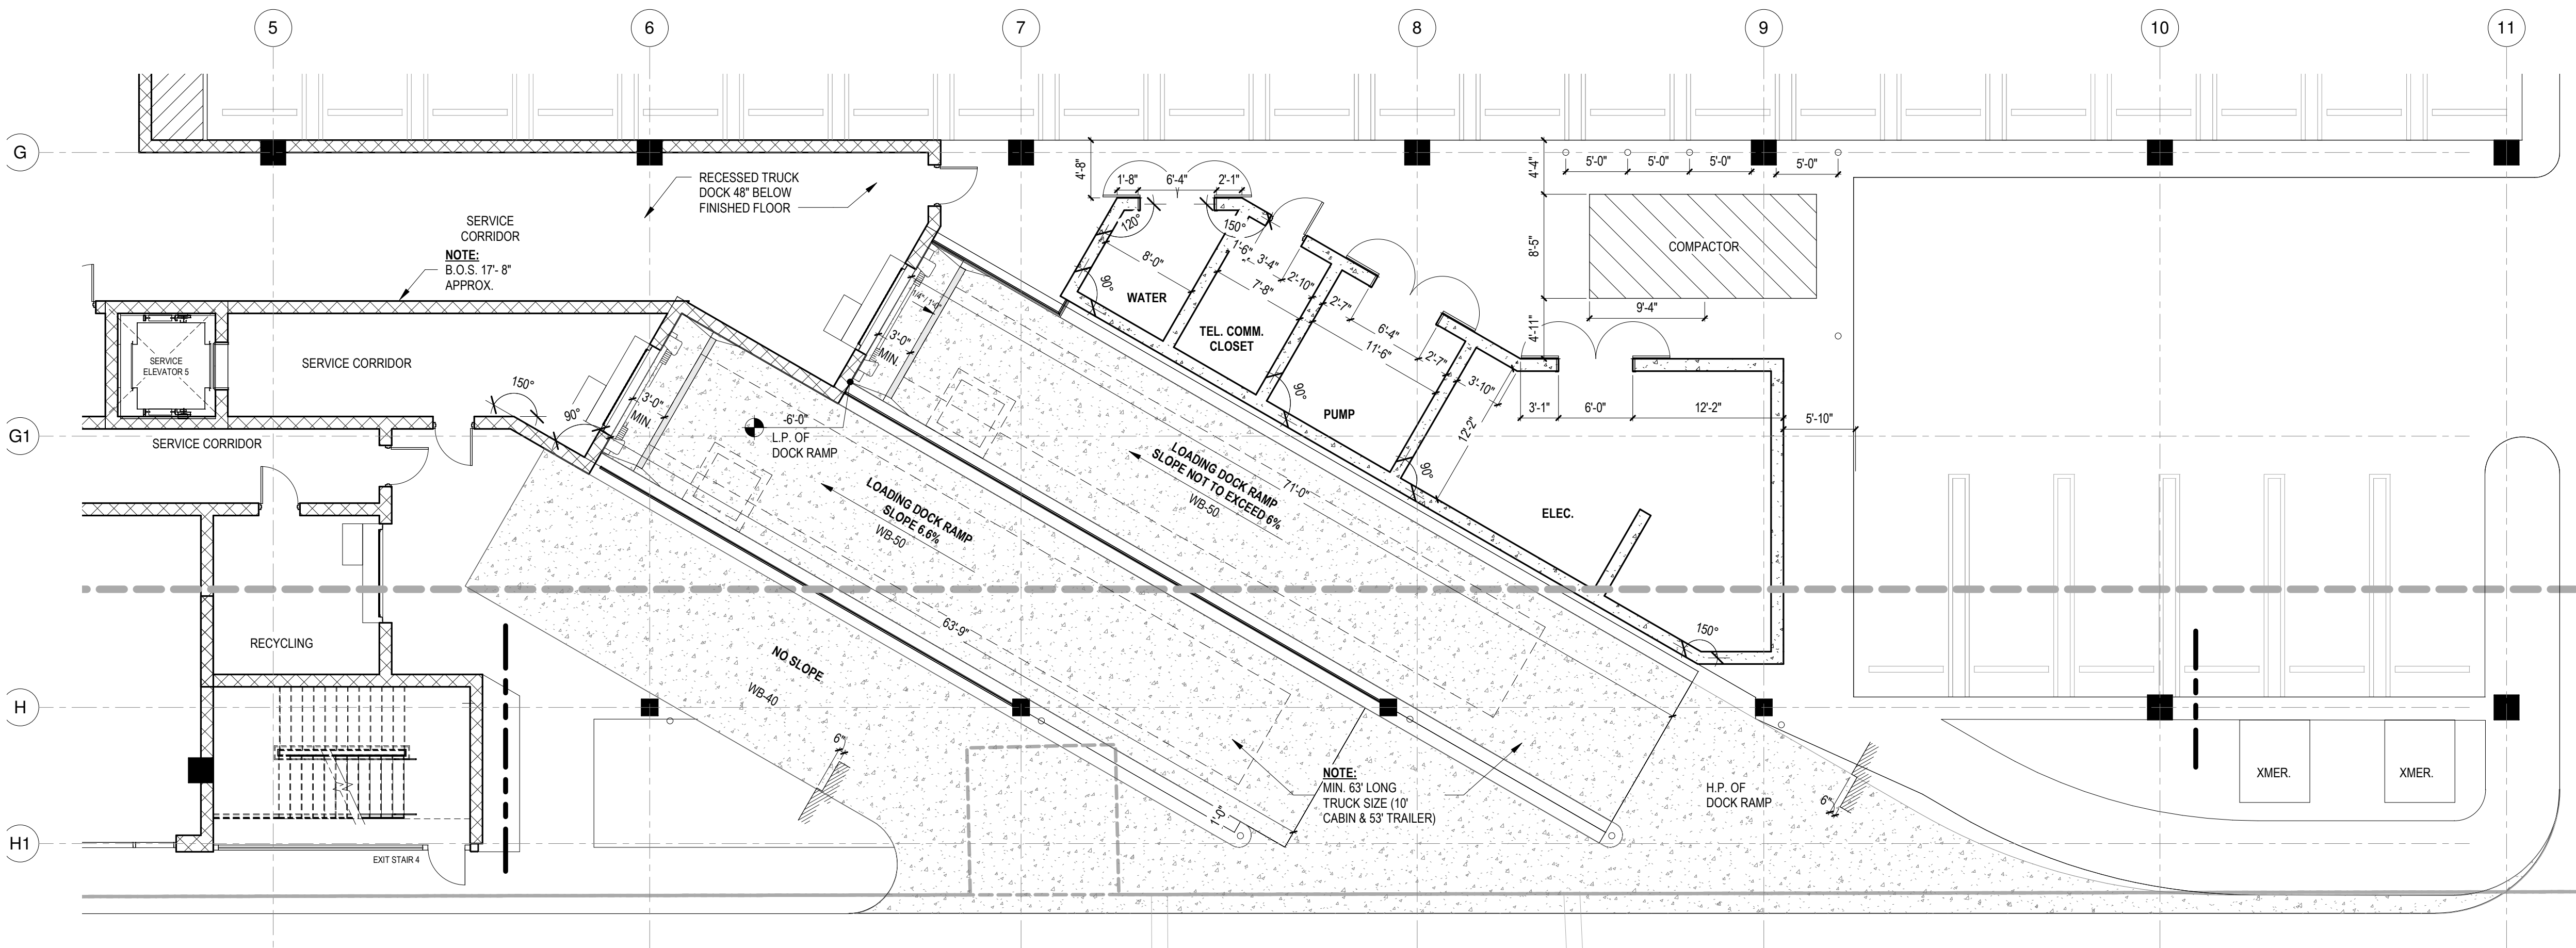 5
6
7
8
9
10
11
G
G1
H
H1
RECESSED TRUCK
DOCK 48" BELOW
FINISHED FLOOR
SERVICE
CORRIDOR
NOTE:
B.O.S. 17'- 8"
APPROX.
SERVICE
ELEVATOR 5
SERVICE CORRIDOR
SERVICE CORRIDOR
150°
90°
3'-0"
MIN.
1/4" / 1'-0"
3'-0"
MIN.
-6'-0"
L.P. OF
DOCK RAMP
LOADING DOCK RAMP
SLOPE 6.6%
WB-50
LOADING DOCK RAMP
SLOPE NOT TO EXCEED 6%
WB-50
71'-0"
63'-9"
NO SLOPE
WB-40
RECYCLING
EXIT STAIR 4
6"
1'-0"
NOTE:
MIN. 63' LONG
TRUCK SIZE (10'
CABIN & 53' TRAILER)
H.P. OF
DOCK RAMP
6"
4'-8"
1'-8"
6'-4"
2'-1"
120°
150°
90°
8'-0"
WATER
1'-6"
3'-4"
2'-10"
7'-8"
TEL. COMM.
CLOSET
2'-7"
6'-4"
11'-6"
2'-7"
90°
PUMP
3'-10"
12'-2"
90°
ELEC.
150°
4'-4"
8'-5"
4'-11"
5'-0"
5'-0"
5'-0"
5'-0"
COMPACTOR
9'-4"
3'-1"
6'-0"
12'-2"
5'-10"
XMER.
XMER.